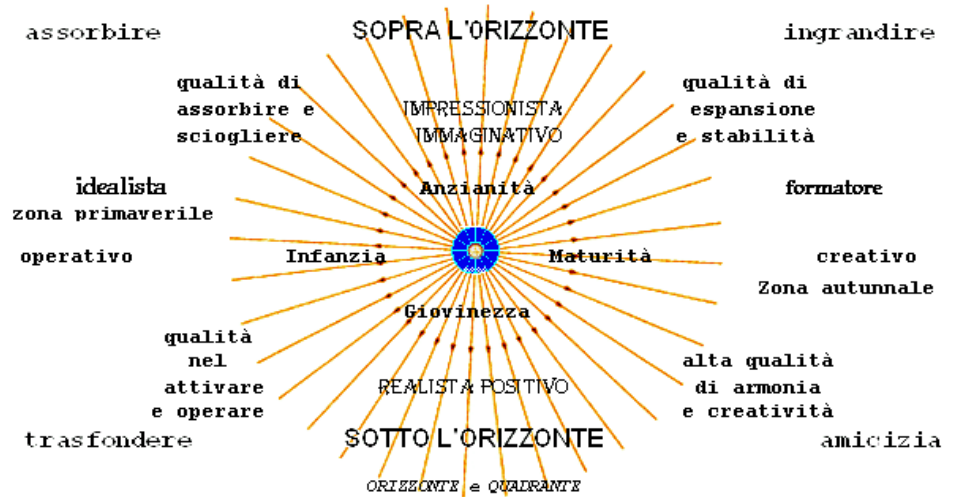 assorbire
SOPRA L'ORIZZONTE
ingrandire
qualità di
assorbire e
sciogliere
IMPRESSIONISTA
IMMAGINATIVO
qualità di
espansione
e stabilità
Anzianità
idealista
zona primaverile
formatore
operativo
Infanzia
Maturità
creativo
Zona autunnale
Giovinezza
qualità
nel
attivare
e operare
REALISTA POSITIVO
alta qualità
di armonia
e creatività
trasfondere
SOTTO L'ORIZZONTE
amicizia
ORIZZONTE e QUADRANTE